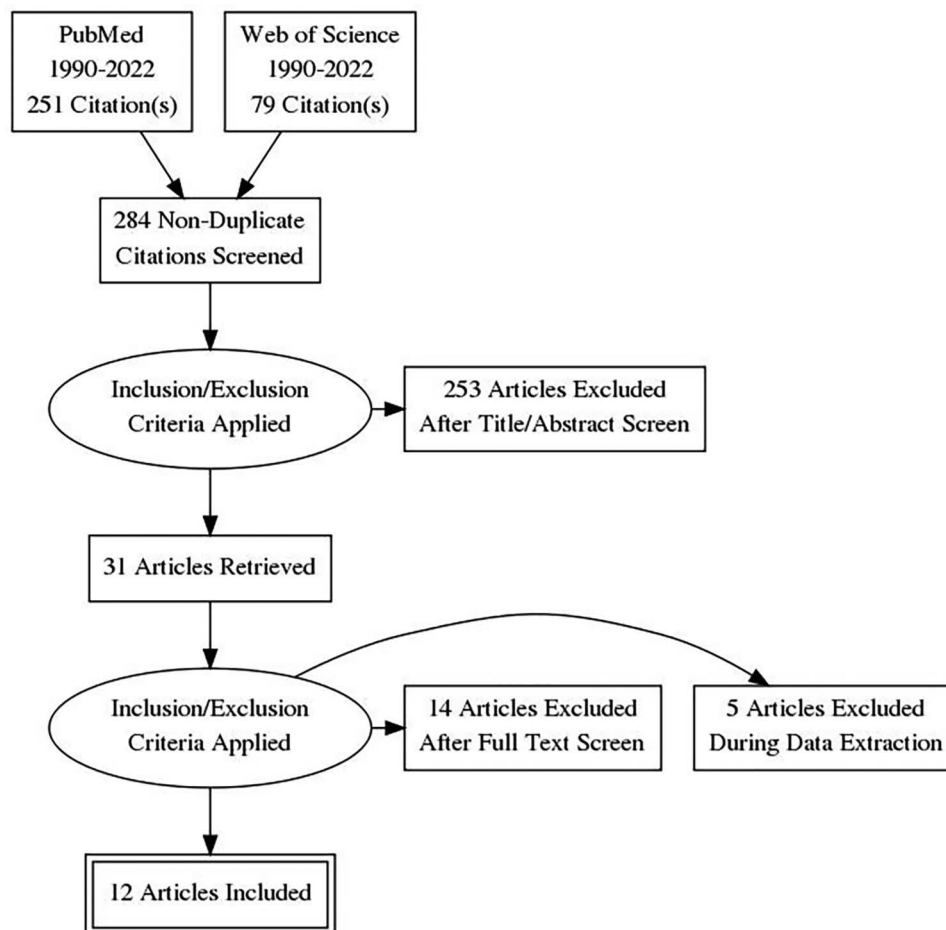 PubMed
1990-2022
251 Citation(s)
Web of Science
1990-2022
79 Citation(s)
284 Non-Duplicate
Citations Screened
Inclusion/Exclusion
Criteria Applied
253 Articles Excluded
After Title/Abstract Screen
31 Articles Retrieved
Inclusion/Exclusion
Criteria Applied
14 Articles Excluded
After Full Text Screen
5 Articles Excluded
During Data Extraction
12 Articles Included